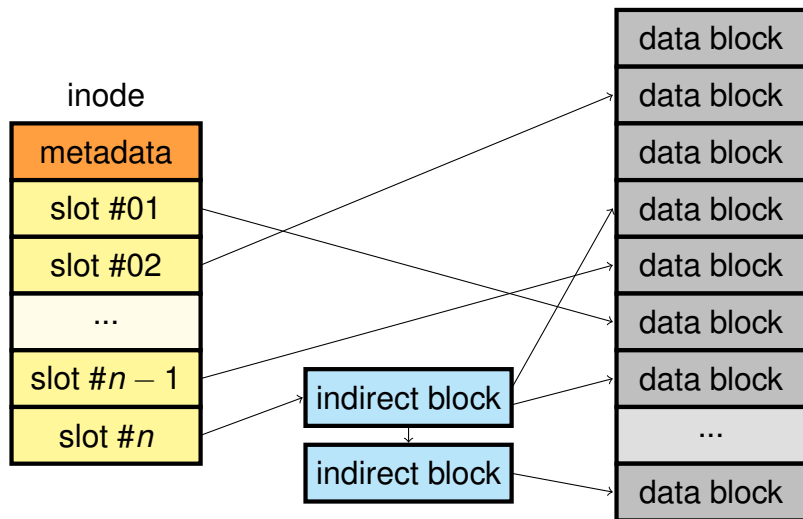 inode
metadata
slot #01
slot #02
...
slot #n − 1
slot #n
indirect block
indirect block
data block
data block
data block
data block
data block
data block
data block
...
data block